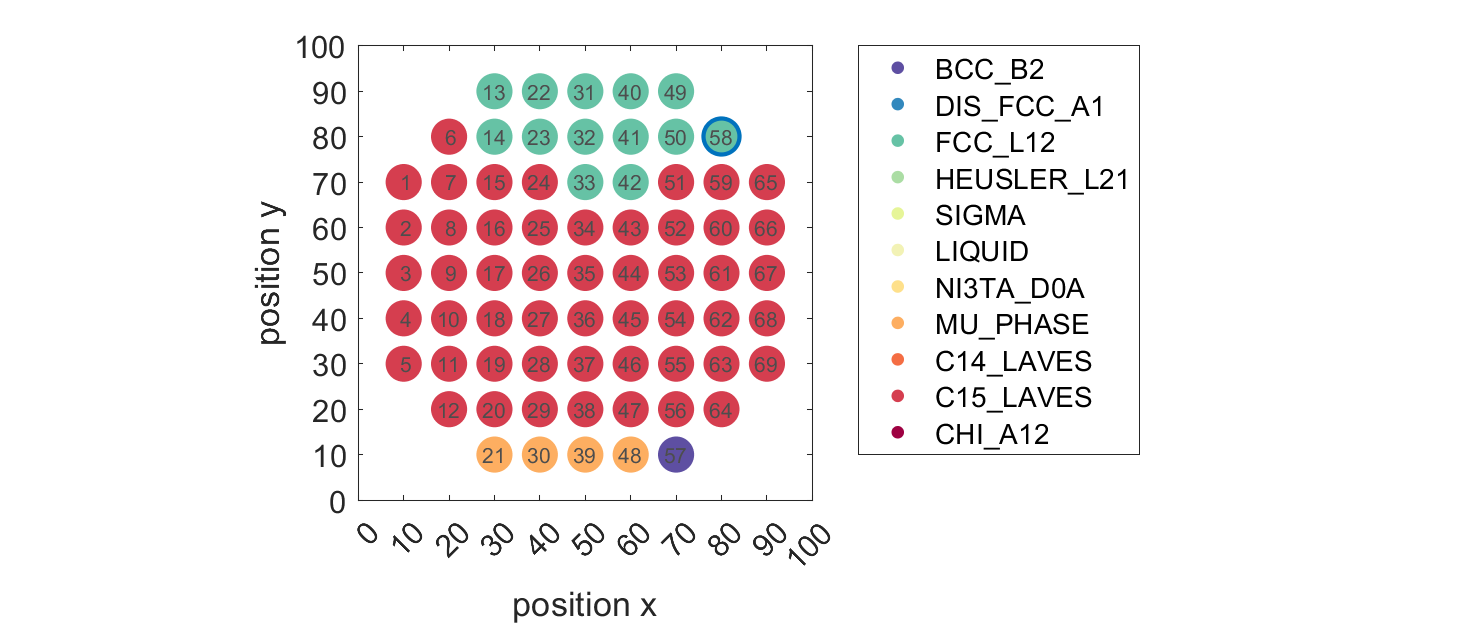 100
90
80
70
60
50
40
30
20
10
0
position y
13 22 31 40 49
6 14 23 32 41 50 58
1 7 15 24 33 42 51 59 65
2 8 16 25 34 43 52 60 66
3 9 17 26 35 44 53 61 67
4 10 18 27 36 45 54 62 68
5 11 19 28 37 46 55 63 69
12 20 29 38 47 56 64
21 30 39 48 57
0 10 20 30 40 50 60 70 80 90 100
position x
BCC_B2
DIS_FCC_A1
FCC_L12
HEUSLER_L21
SIGMA
LIQUID
NI3TA_D0A
MU_PHASE
C14_LAVES
C15_LAVES
CHI_A12